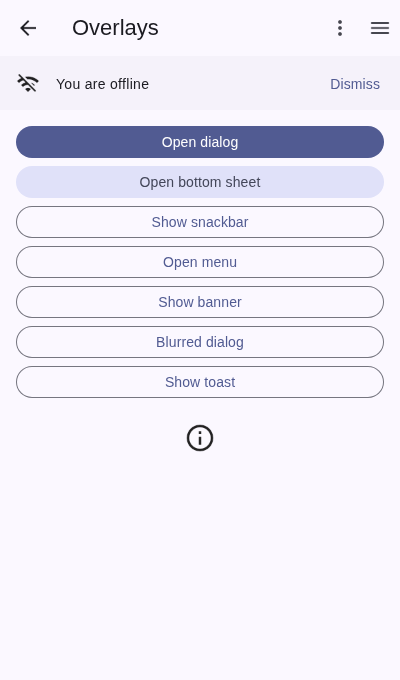 Overlays
You are offline
Dismiss
Open dialog
Open bottom sheet
Show snackbar
Open menu
Show banner
Blurred dialog
Show toast